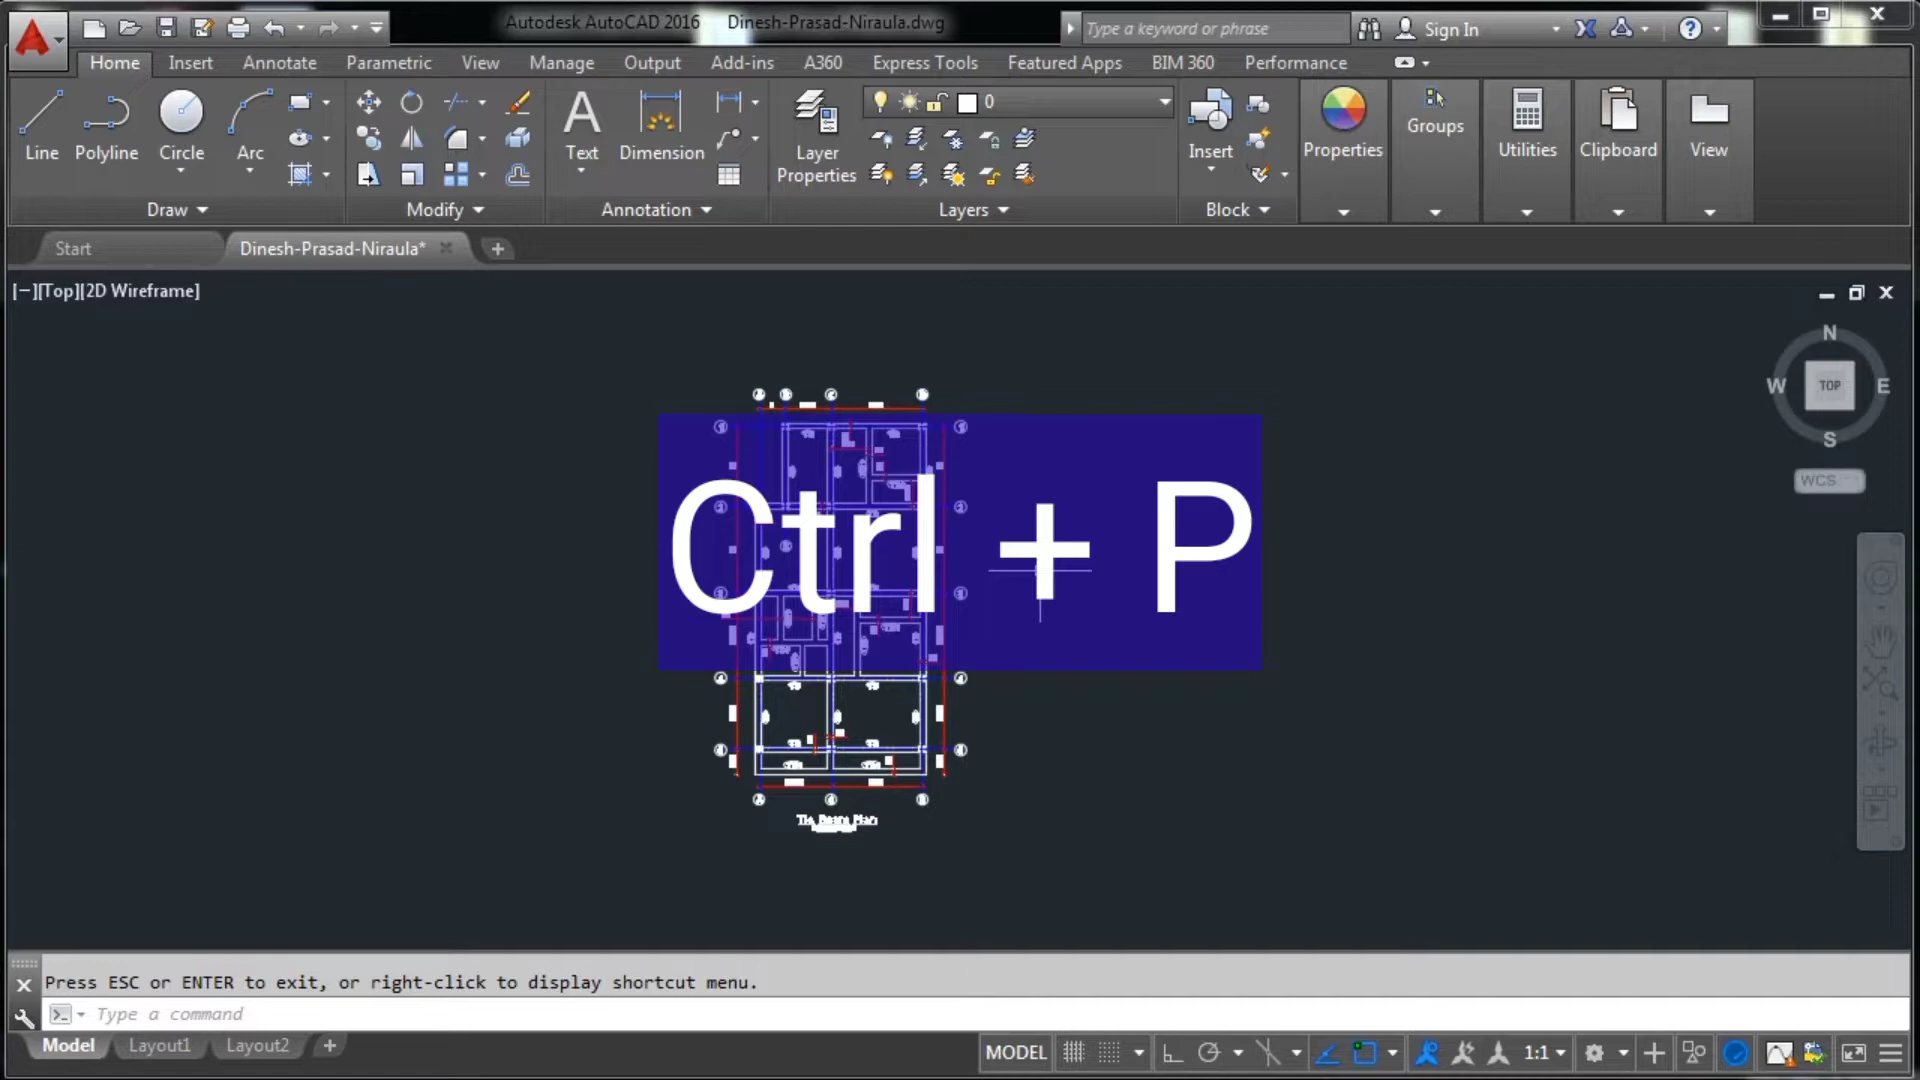 Autodesk AutoCAD 2016 Dinesh-Prasad-Niraula.dwg
Type a keyword or phrase
Sign In
Home Insert Annotate Parametric View Manage Output Add-ins A360 Express Tools Featured Apps BIM 360 Performance
Line Polyline Circle Arc
A Text Dimension
Layer Properties
0
Insert
Properties Groups Utilities Clipboard View
Draw Modify Annotation Layers Block
Start Dinesh-Prasad-Niraula* +
[−][Top][2D Wireframe]
N
W TOP E
S
WCS
Ctrl + P
Press ESC or ENTER to exit, or right-click to display shortcut menu.
Type a command
Model Layout1 Layout2 +
MODEL 1:1